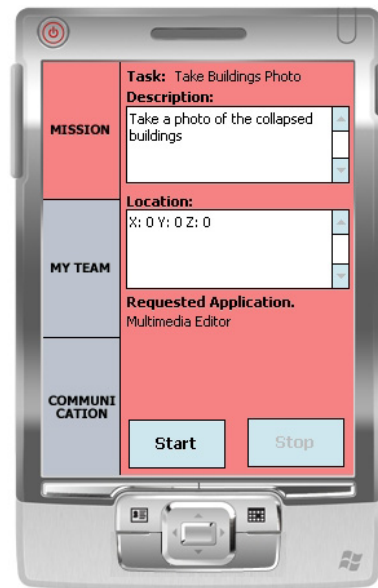 MISSION
MY TEAM
COMMUNI
CATION
Task: Take Buildings Photo
Description:
Take a photo of the collapsed
buildings
Location:
X: 0 Y: 0 Z: 0
Requested Application.
Multimedia Editor
Start
Stop